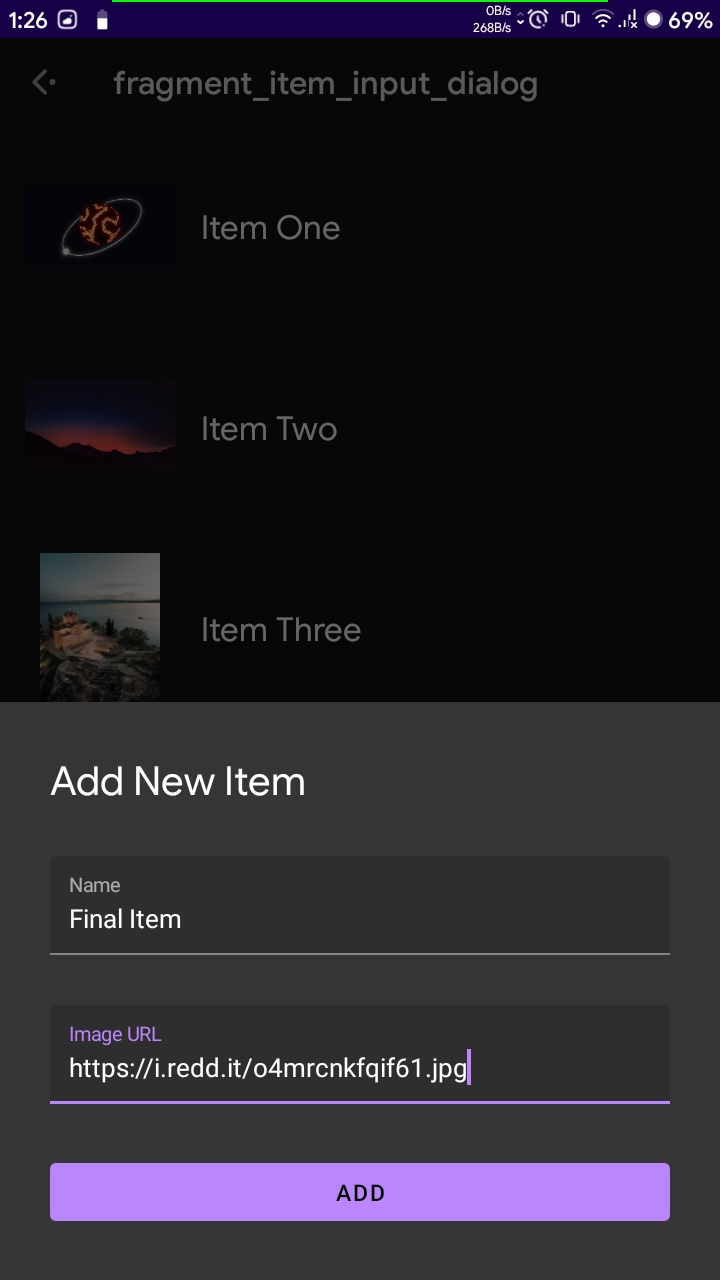 1:26
0B/s
268B/s
69%
fragment_item_input_dialog
Item One
Item Two
Item Three
Add New Item
Name
Final Item
Image URL
https://i.redd.it/o4mrcnkfqif61.jpg
ADD